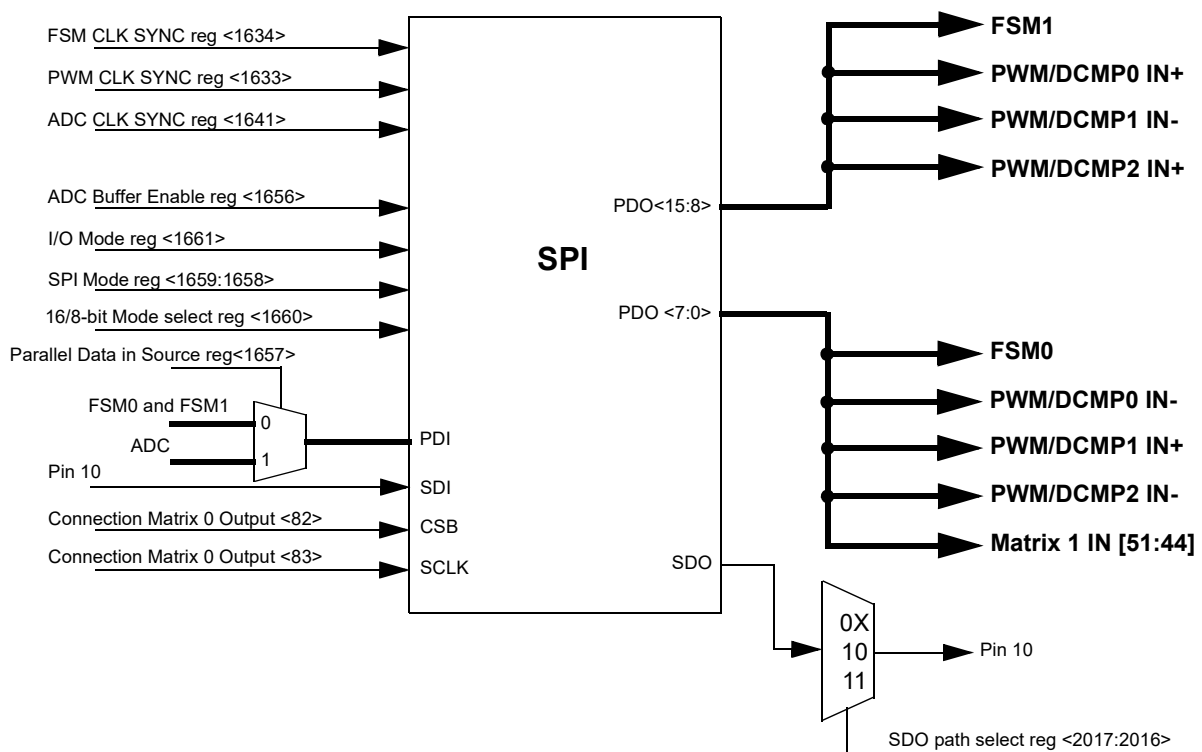 FSM CLK SYNC reg <1634>
PWM CLK SYNC reg <1633>
ADC CLK SYNC reg <1641>
ADC Buffer Enable reg <1656>
I/O Mode reg <1661>
SPI Mode reg <1659:1658>
16/8-bit Mode select reg <1660>
Parallel Data in Source reg<1657>
FSM0 and FSM1
0
ADC
1
Pin 10
Connection Matrix 0 Output <82>
Connection Matrix 0 Output <83>
SPI
PDI
SDI
CSB
SCLK
PDO<15:8>
PDO <7:0>
SDO
FSM1
PWM/DCMP0 IN+
PWM/DCMP1 IN-
PWM/DCMP2 IN+
FSM0
PWM/DCMP0 IN-
PWM/DCMP1 IN+
PWM/DCMP2 IN-
Matrix 1 IN [51:44]
0X
10
11
Pin 10
SDO path select reg <2017:2016>